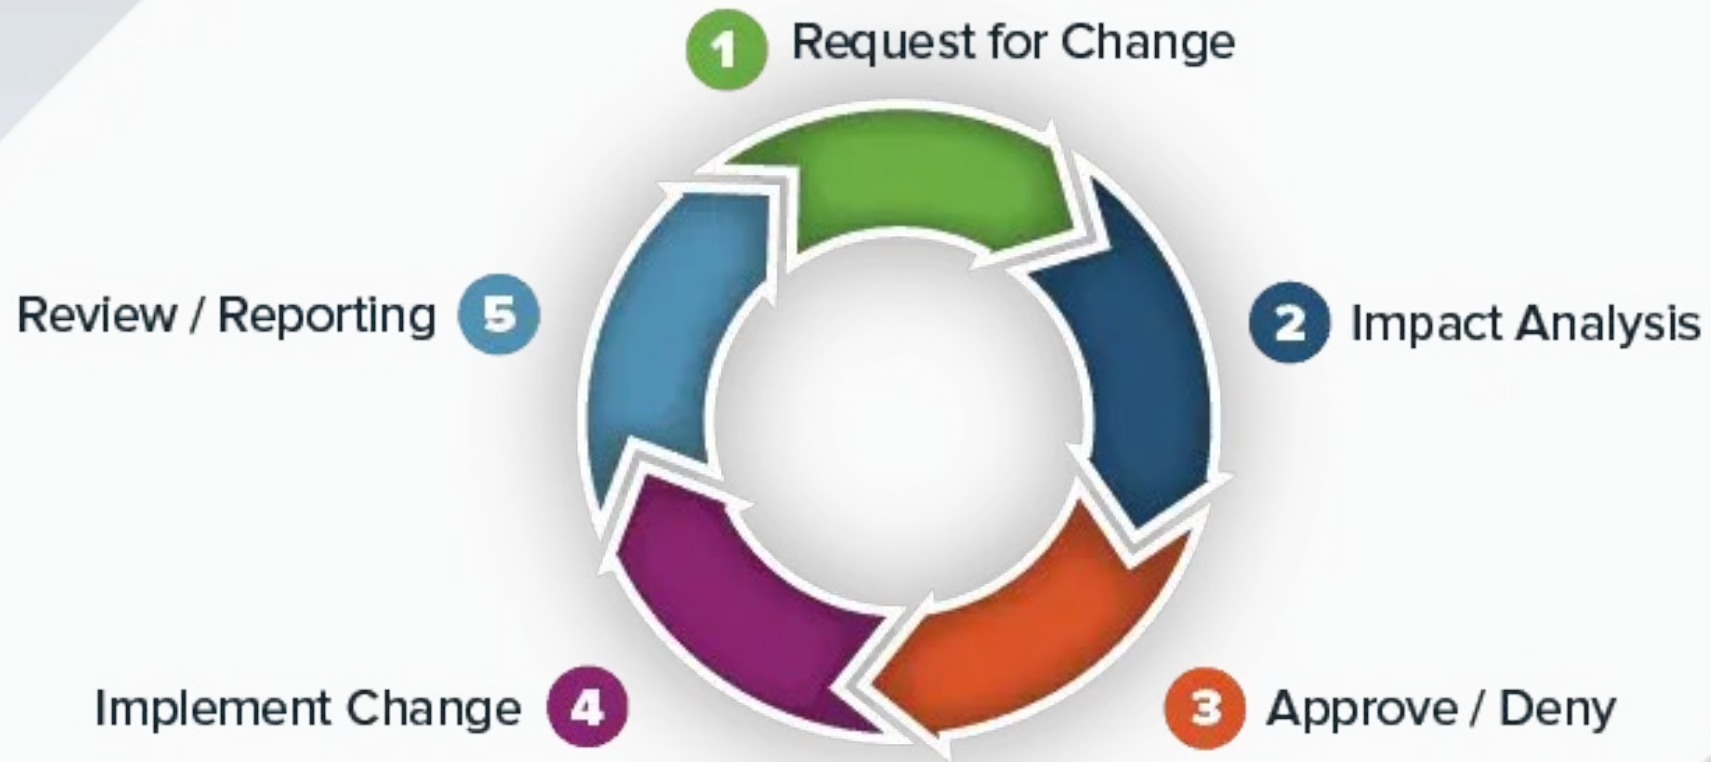 1 Request for Change
2 Impact Analysis
3 Approve / Deny
4 Implement Change
5 Review / Reporting